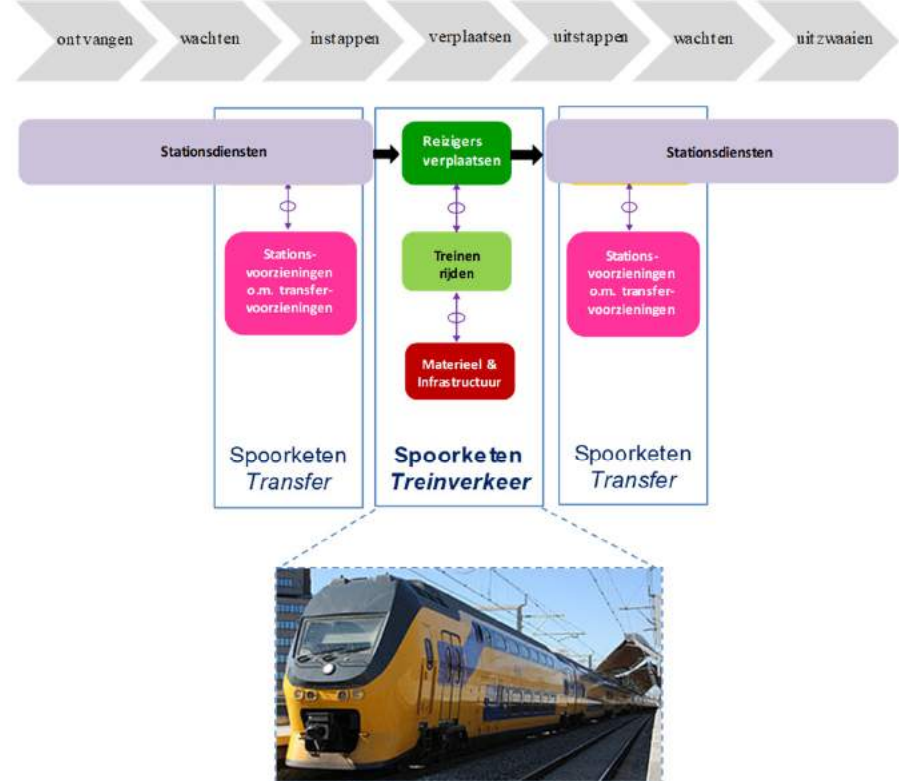 ontvangen
wachten
instappen
verplaatsen
uitstappen
wachten
uitzwaaien
Stationsdiensten
Reizigers
verplaatsen
Stationsdiensten
Stations-
voorzieningen
o.m. transfer-
voorzieningen
Treinen
rijden
Stations-
voorzieningen
o.m. transfer-
voorzieningen
Materieel &
Infrastructuur
Spoorketen
Transfer
Spoorketen
Treinverkeer
Spoorketen
Transfer